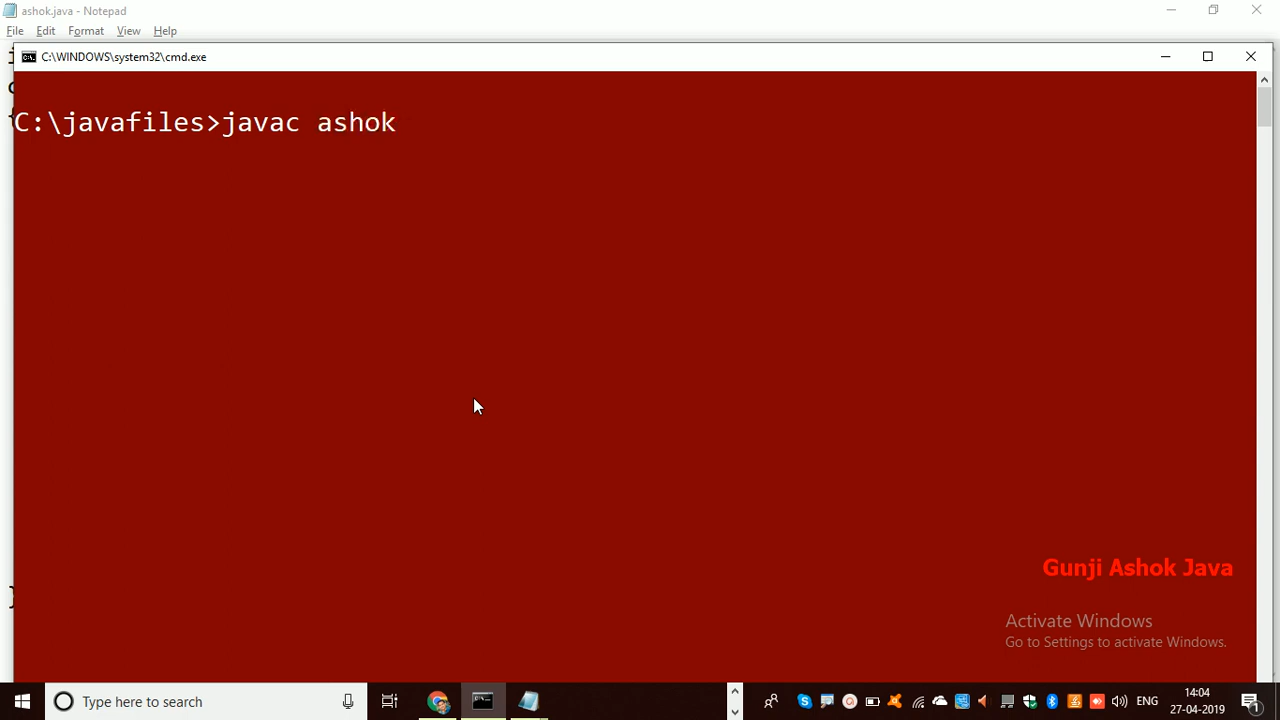 ashok.java - Notepad
File Edit Format View Help
C:\WINDOWS\system32\cmd.exe
{
C:\javafiles>javac ashok
Gunji Ashok Java
}
Activate Windows
Go to Settings to activate Windows.
Type here to search
ENG
14:04
27-04-2019
1